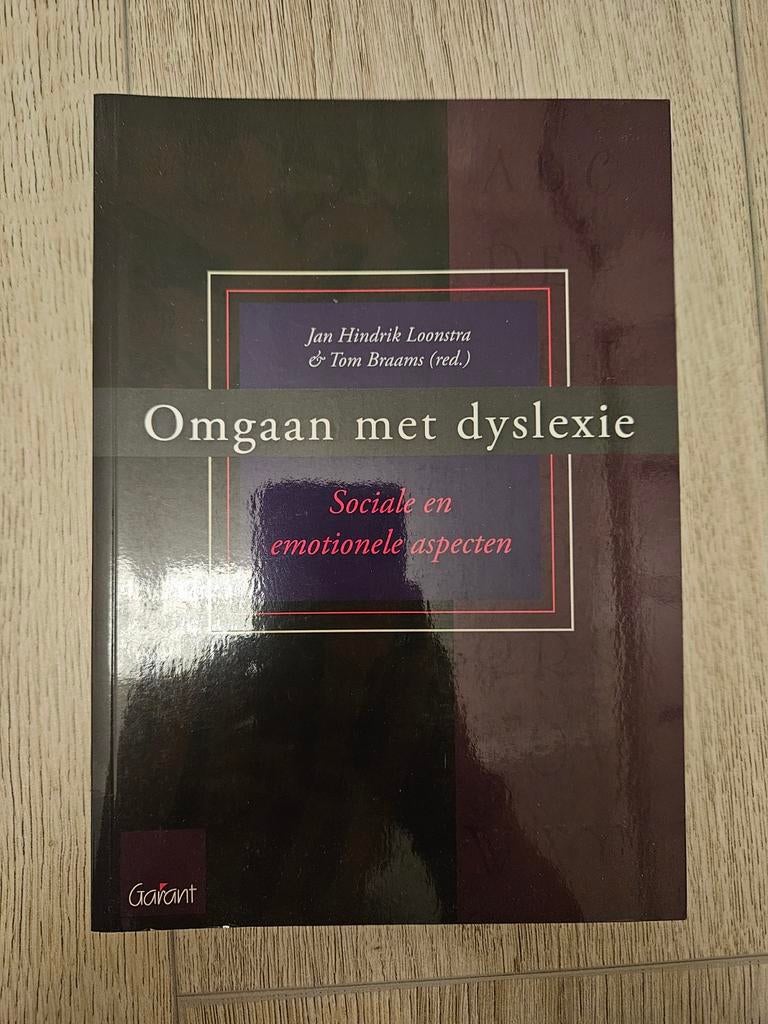 A B C
D E
Jan Hindrik Loonstra
& Tom Braams (red.)
Omgaan met dyslexie
Sociale en
emotionele aspecten
Garant